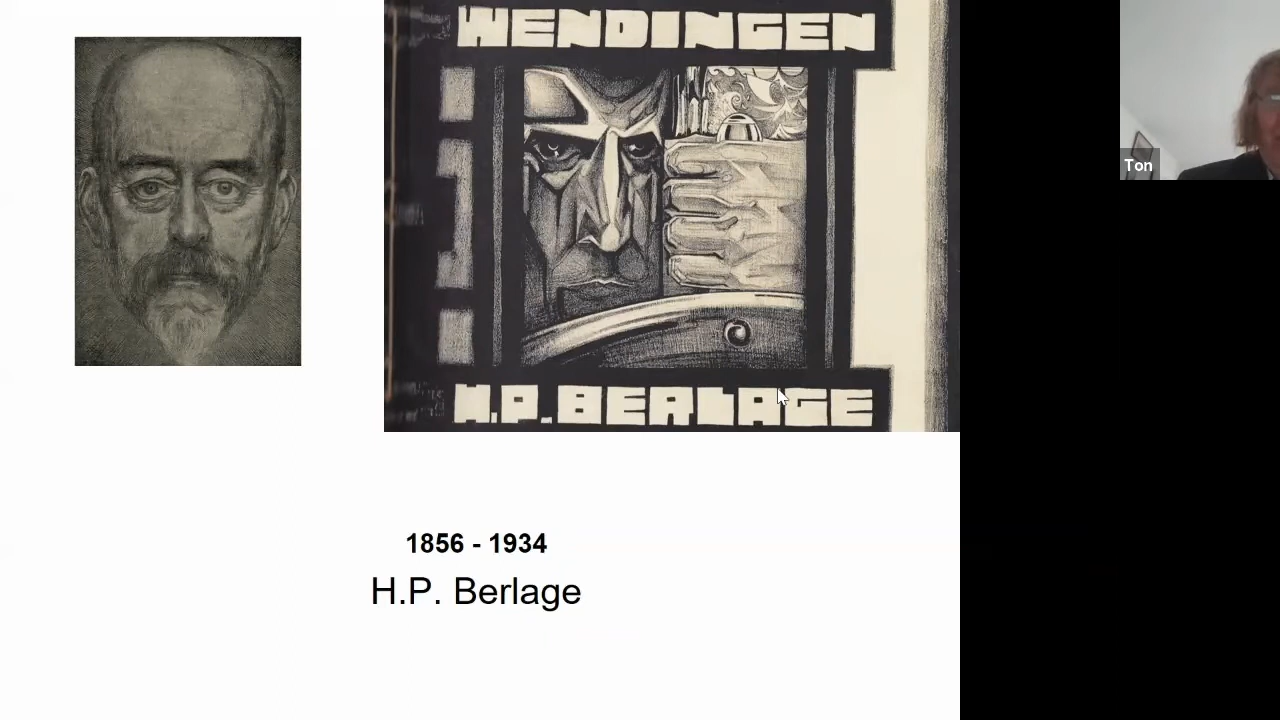 WENDINGEN
H.P. BERLAGE
Ton
1856 - 1934
H.P. Berlage